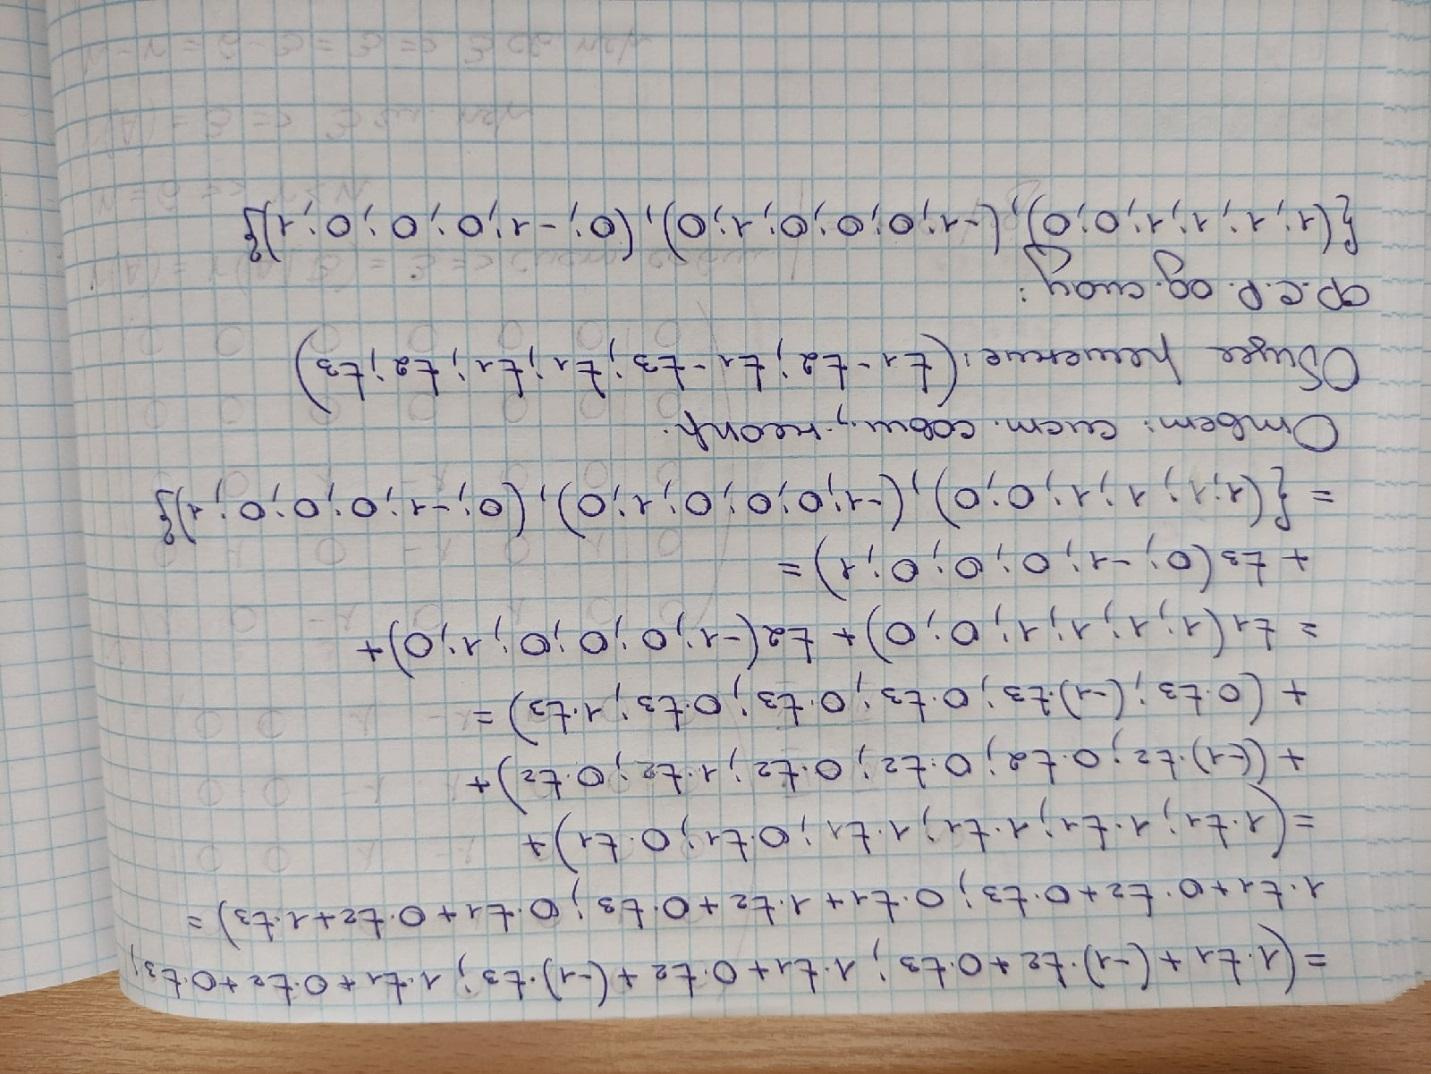 =(1·t1+(-1)·t2+0·t3; 1·t1+0·t2+(-1)·t3; 1·t1+0·t2+0·t3;
1·t1+0·t2+0·t3; 0·t1+1·t2+0·t3; 0·t1+0·t2+1·t3)=
=(1·t1; 1·t1; 1·t1; 1·t1; 0·t1; 0·t1)+
+((-1)·t2; 0·t2; 0·t2; 0·t2; 1·t2; 0·t2)+
+(0·t3; (-1)·t3; 0·t3; 0·t3; 0·t3; 1·t3)=
=t1(1; 1; 1; 1; 0; 0)+t2(-1; 0; 0; 0; 1; 0)+
+t3(0; -1; 0; 0; 0; 1)=
={(1; 1; 1; 1; 0; 0), (-1; 0; 0; 0; 1; 0), (0; -1; 0; 0; 0; 1)}
Ответ: сист. совм., неопр.
Общее решение: (t1-t2; t1-t3; t1; t1; t2; t3)
Ф.С.Р. од. слоу:
{(1; 1; 1; 1; 0; 0), (-1; 0; 0; 0; 1; 0), (0; -1; 0; 0; 0; 1)}